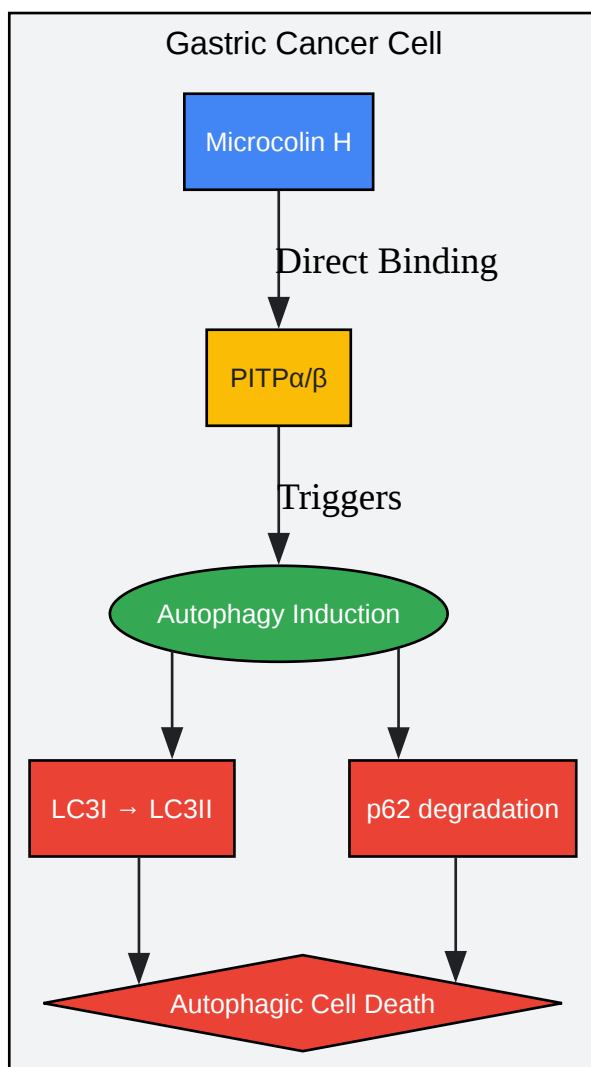 Gastric Cancer Cell
Microcolin H
Direct Binding
PITPα/β
Triggers
Autophagy Induction
LC3I → LC3II
p62 degradation
Autophagic Cell Death